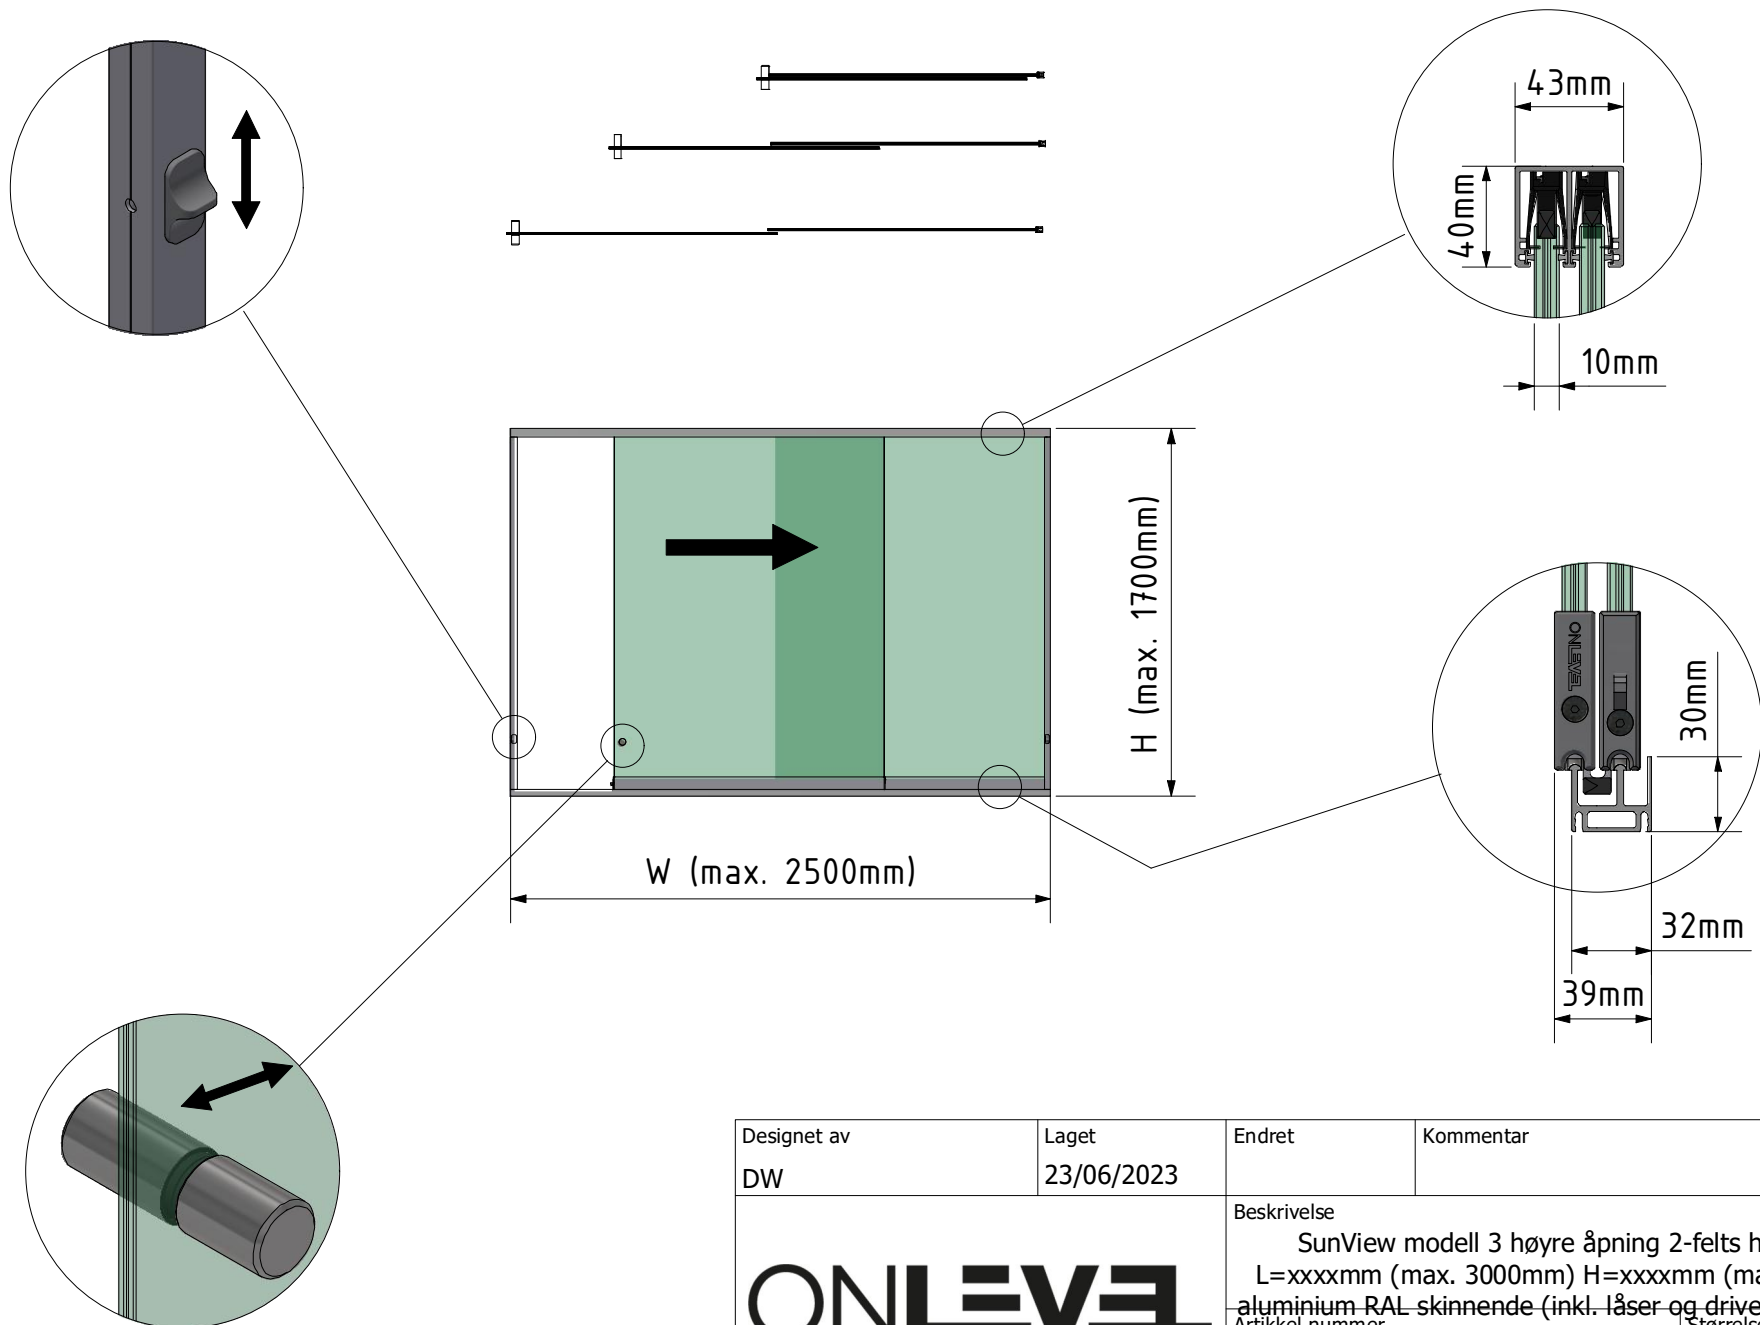 43mm
40mm
10mm
H (max. 1700mm)
W (max. 2500mm)
ONLEVEL
30mm
32mm
39mm
Designet av
DW
Laget
23/06/2023
Endret
Kommentar
Beskrivelse
SunView modell 3 høyre åpning 2-felts
L=xxxxmm (max. 3000mm) H=xxxxmm
aluminium RAL skinnende (inkl. låser og
Artikkel nummer
ONLEVEL